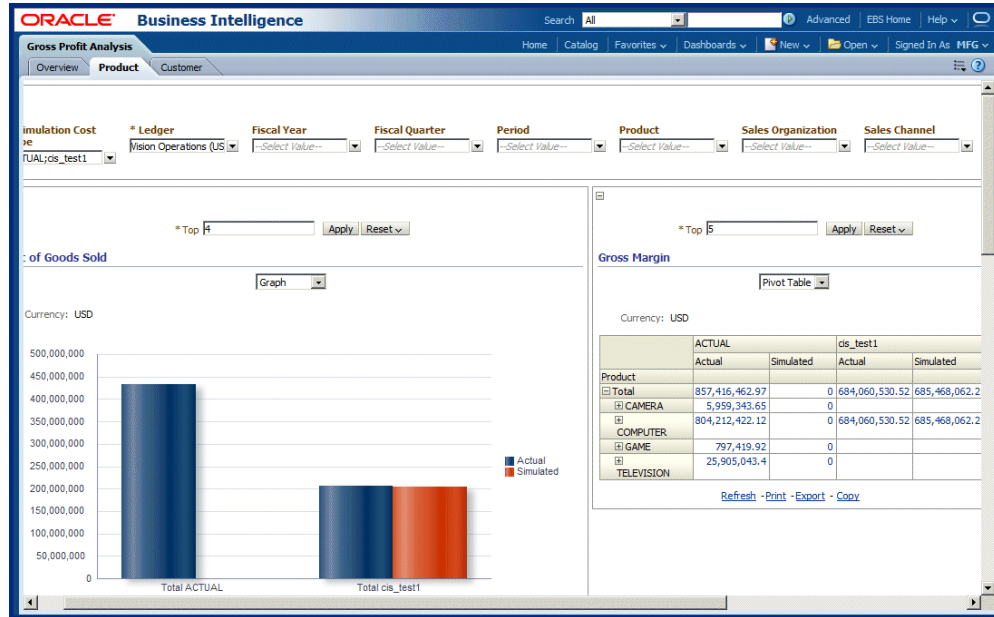 ORACLE Business Intelligence Search All Advanced EBS Home Help
Gross Profit Analysis Home Catalog Favorites Dashboards New Open Signed In As MFG
Overview Product Customer
imulation Cost * Ledger Fiscal Year Fiscal Quarter Period Product Sales Organization Sales Channel
pe Vision Operations (US --Select Value-- --Select Value-- --Select Value-- --Select Value-- --Select Value-- --Select Value--
TUAL;cis_test1
* Top 4 Apply Reset * Top 5 Apply Reset
t of Goods Sold Gross Margin
Graph Pivot Table
Currency: USD Currency: USD
ACTUAL cis_test1
Actual Simulated Actual Simulated
Product
Total 857,416,462.97 0 684,060,530.52 685,468,062.2
CAMERA 5,959,343.65 0
COMPUTER 804,212,422.12 0 684,060,530.52 685,468,062.2
GAME 797,419.92 0
TELEVISION 25,905,043.4 0
Refresh - Print - Export - Copy
500,000,000
450,000,000
400,000,000
350,000,000
300,000,000
250,000,000
200,000,000
150,000,000
100,000,000
50,000,000
0
Actual
Simulated
Total ACTUAL Total cis_test1